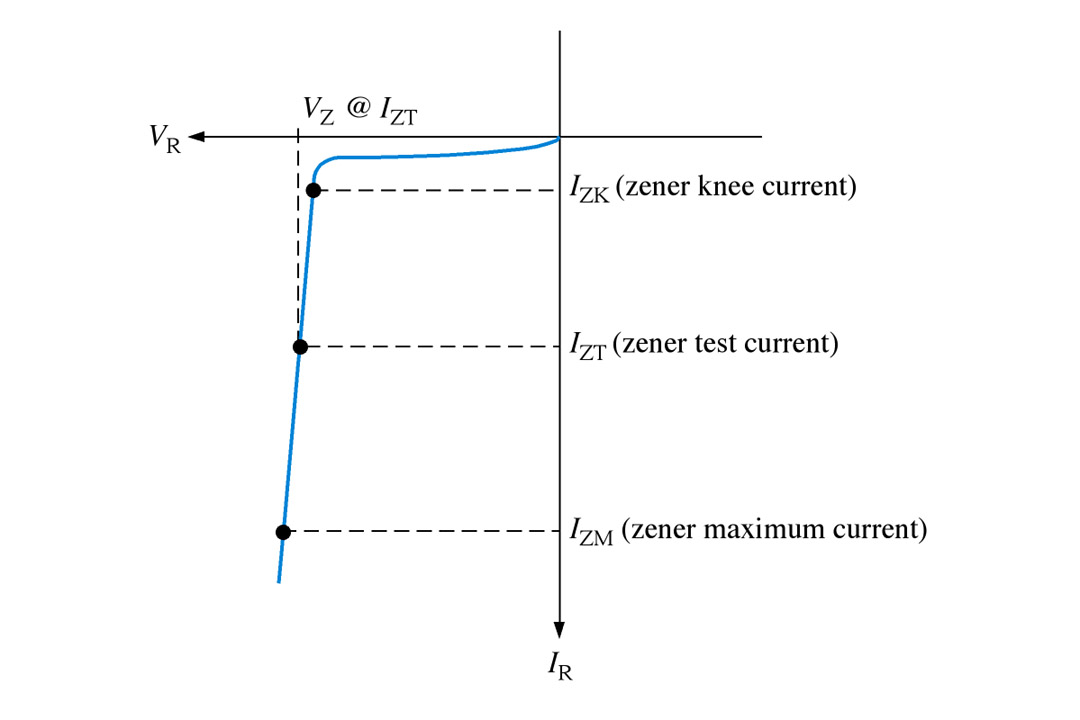 V_Z @ I_ZT
V_R
I_ZK (zener knee current)
I_ZT (zener test current)
I_ZM (zener maximum current)
I_R